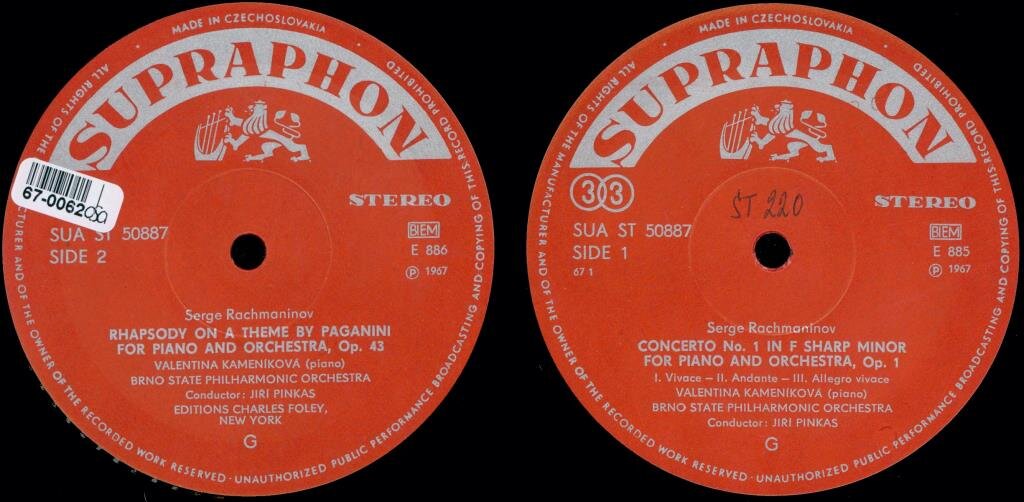 MADE IN CZECHOSLOVAKIA
SUPRAPHON
ALL RIGHTS OF THE
OWNER OF THE RECORDED WORK RESERVED - UNAUTHORIZED PUBLIC PERFORMANCE BROADCASTING AND COPYING OF THIS RECORD PROHIBITED
67-0062
STEREO
SUA ST 50887
SIDE 2
BIEM
E 886
Ⓟ 1967
Serge Rachmaninov
RHAPSODY ON A THEME BY PAGANINI
FOR PIANO AND ORCHESTRA, Op. 43
VALENTINA KAMENÍKOVÁ (piano)
BRNO STATE PHILHARMONIC ORCHESTRA
Conductor: JIRÍ PINKAS
EDITIONS CHARLES FOLEY,
NEW YORK
G
MADE IN CZECHOSLOVAKIA
SUPRAPHON
ALL RIGHTS OF THE MANUFACTURER AND OF THE OWNER OF THE RECORDED WORK RESERVED - UNAUTHORIZED PUBLIC PERFORMANCE BROADCASTING AND COPYING OF THIS RECORD PROHIBITED
33
ST 220
STEREO
SUA ST 50887
SIDE 1
67 1
BIEM
E 885
Ⓟ 1967
Serge Rachmaninov
CONCERTO No. 1 IN F SHARP MINOR
FOR PIANO AND ORCHESTRA, Op. 1
I. Vivace – II. Andante – III. Allegro vivace
VALENTINA KAMENÍKOVÁ (piano)
BRNO STATE PHILHARMONIC ORCHESTRA
Conductor: JIRÍ PINKAS
G